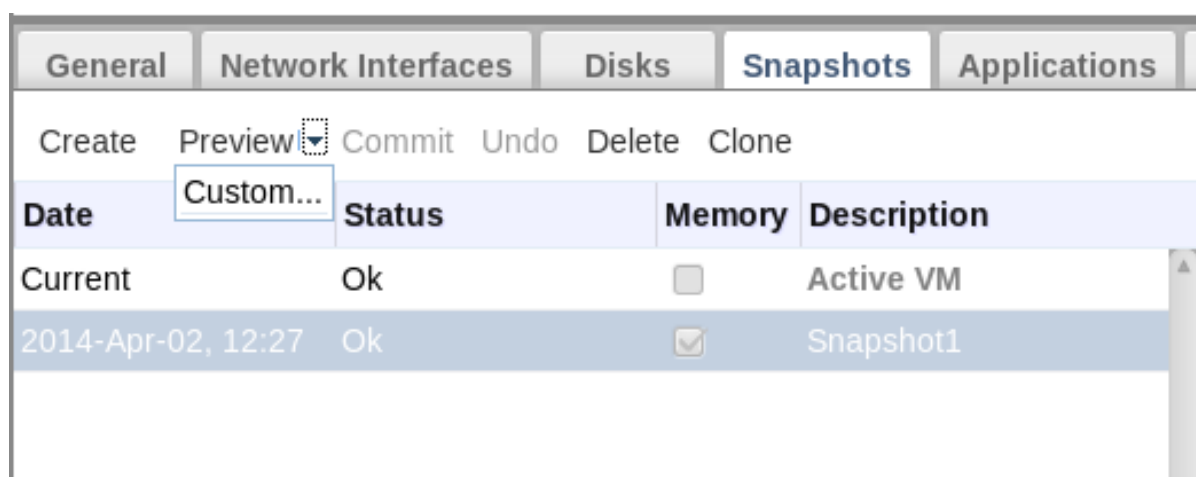 General Network Interfaces Disks Snapshots Applications
Create Preview Commit Undo Delete Clone
Custom...
Date Status Memory Description
Current Ok Active VM
2014-Apr-02, 12:27 Ok Snapshot1